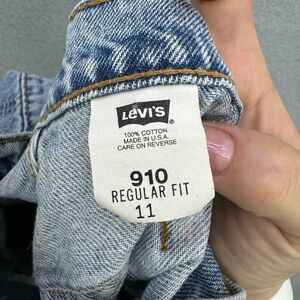 LEVI'S®
100% COTTON
MADE IN U.S.A.
CARE ON REVERSE
910
REGULAR FIT
11